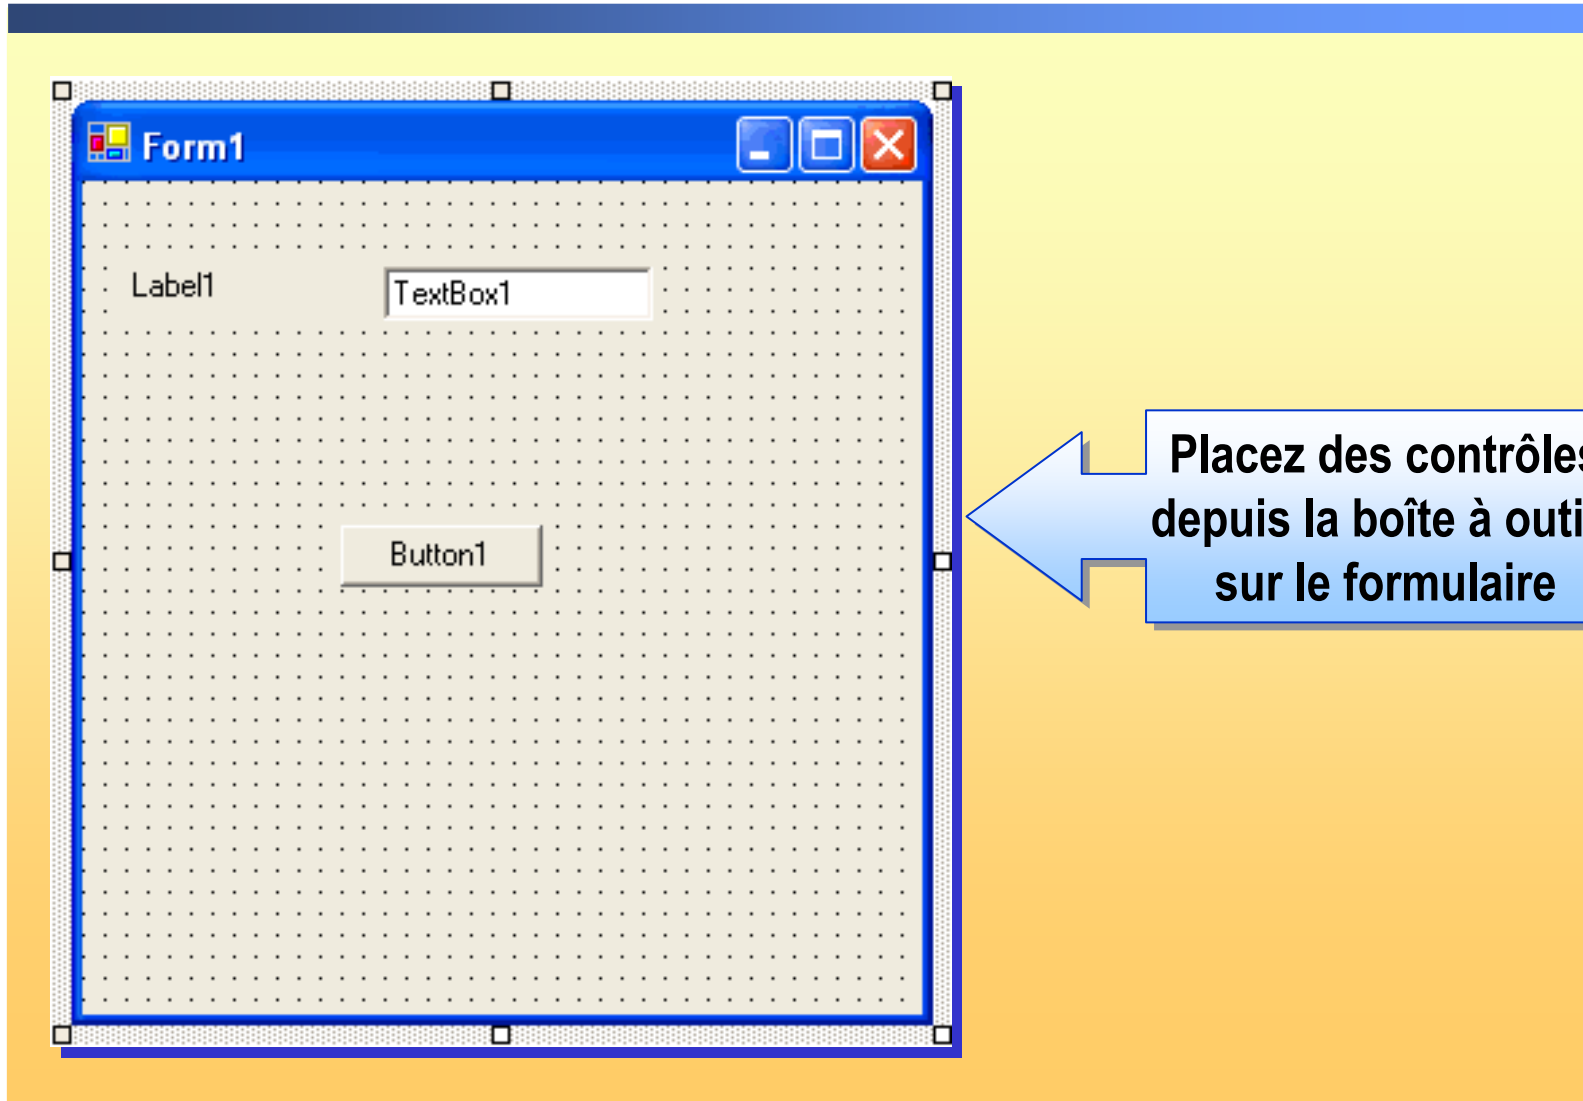 Form1
Label1
TextBox1
Button1
Placez des contrôles
depuis la boîte à outi
sur le formulaire